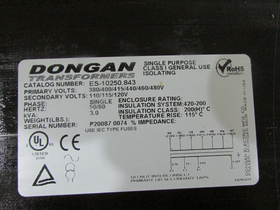 DONGAN
TRANSFORMERS
SINGLE PURPOSE
CLASS I GENERAL USE
ISOLATING
RoHS
CATALOG NUMBER: ES-10250.843
PRIMARY VOLTS: 380/400/415/440/460/480V
SECONDARY VOLTS: 110/115/120V
PHASE: SINGLE ENCLOSURE RATING:
HERTZ: 50/60 INSULATION SYSTEM: 420-200
kVA: 3.0 INSULATION CLASS: 200(H)° C
WEIGHT(LBS.) TEMPERATURE RISE: 115° C
SERIAL NUMBER P20087 0074 % IMPEDANCE:
USE IEC TYPE FUSES
UL
CE